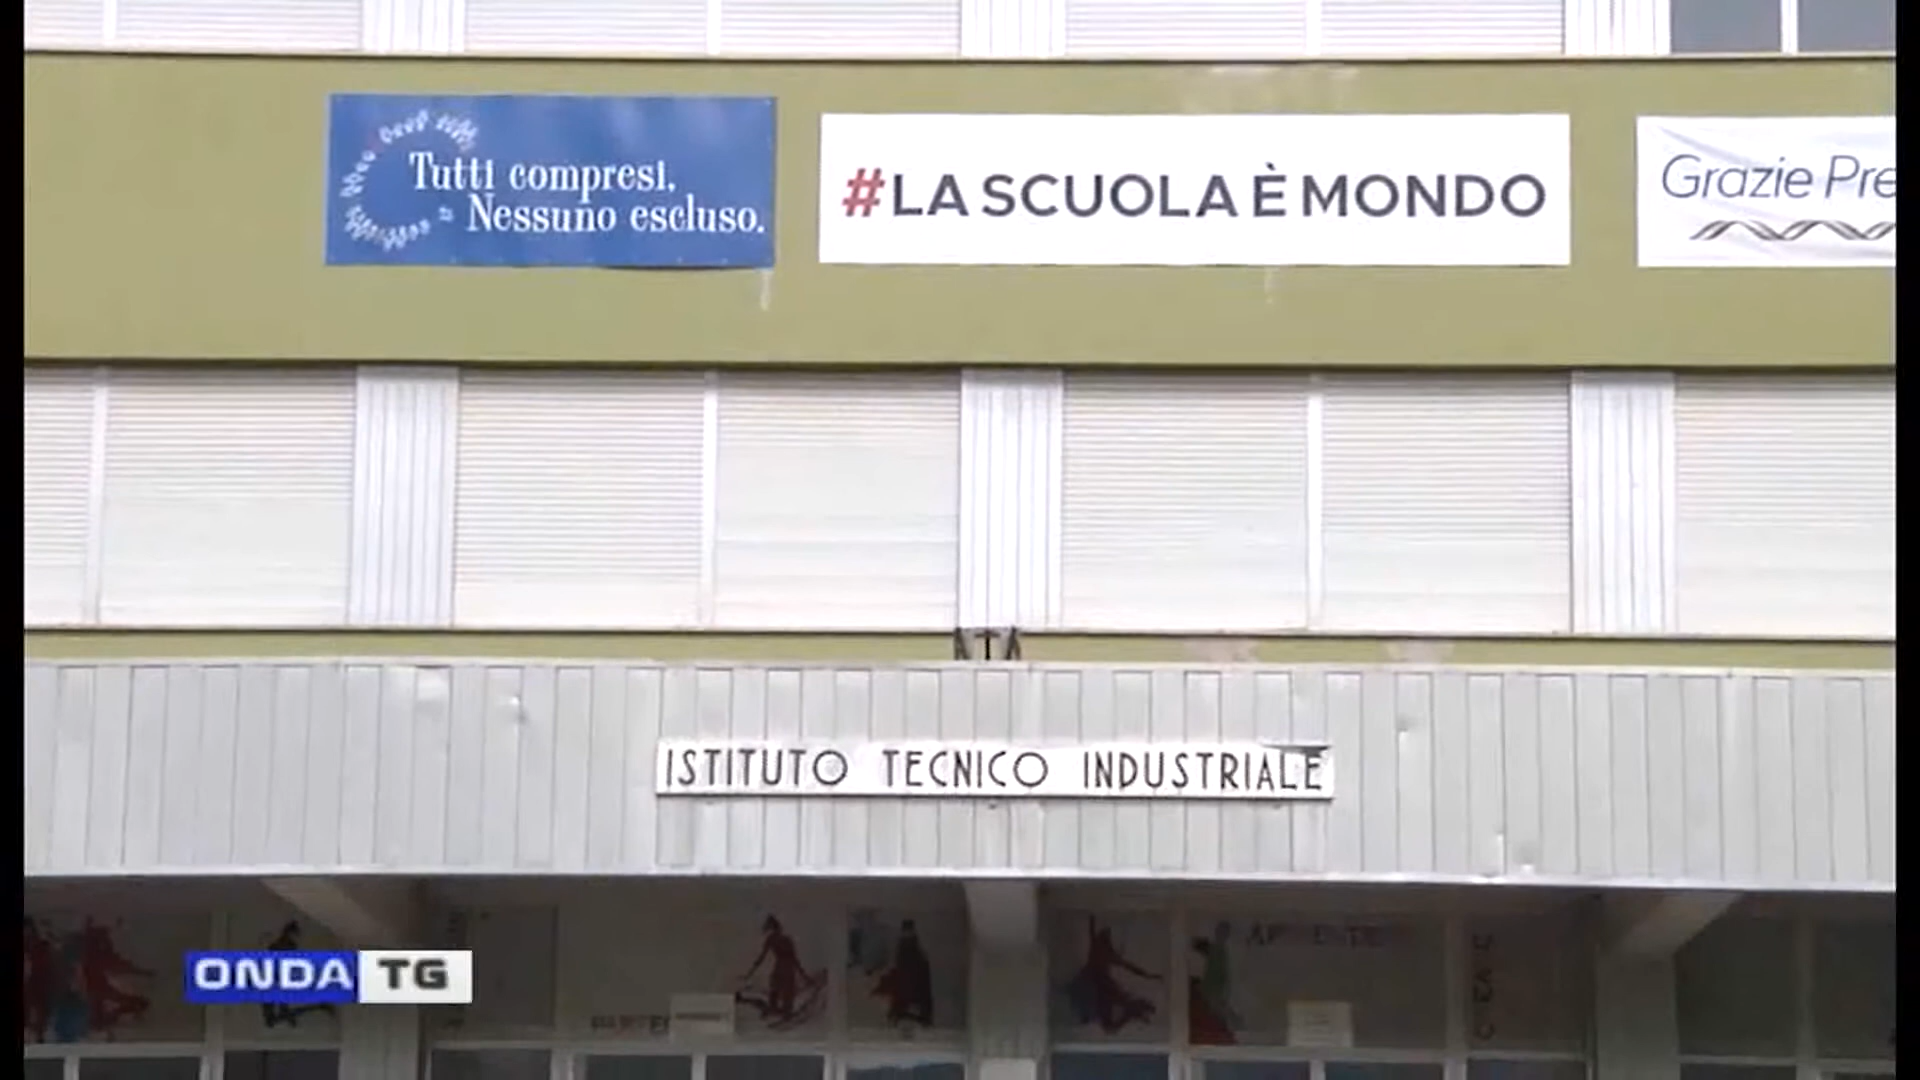 Tutti compresi.
Nessuno escluso.
#LA SCUOLA È MONDO
Grazie Pre
ISTITUTO TECNICO INDUSTRIALE
ONDA TG